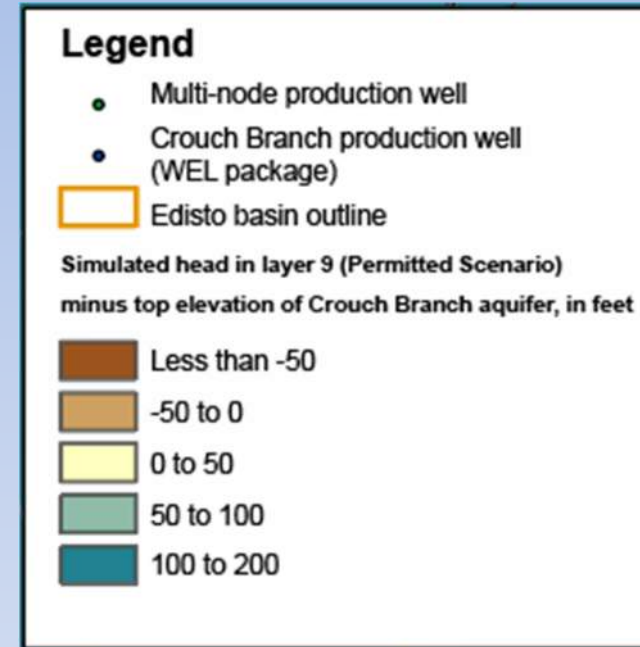 Legend
Multi-node production well
Crouch Branch production well
(WEL package)
Edisto basin outline
Simulated head in layer 9 (Permitted Scenario)
minus top elevation of Crouch Branch aquifer, in feet
Less than -50
-50 to 0
0 to 50
50 to 100
100 to 200